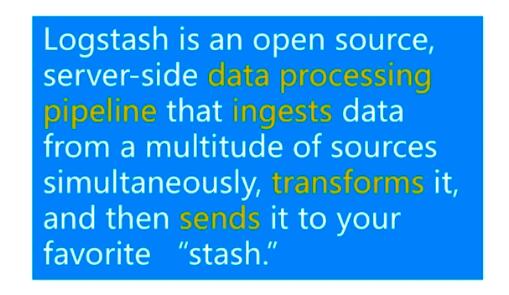 Logstash is an open source,
server-side data processing
pipeline that ingests data
from a multitude of sources
simultaneously, transforms it,
and then sends it to your
favorite “stash.”